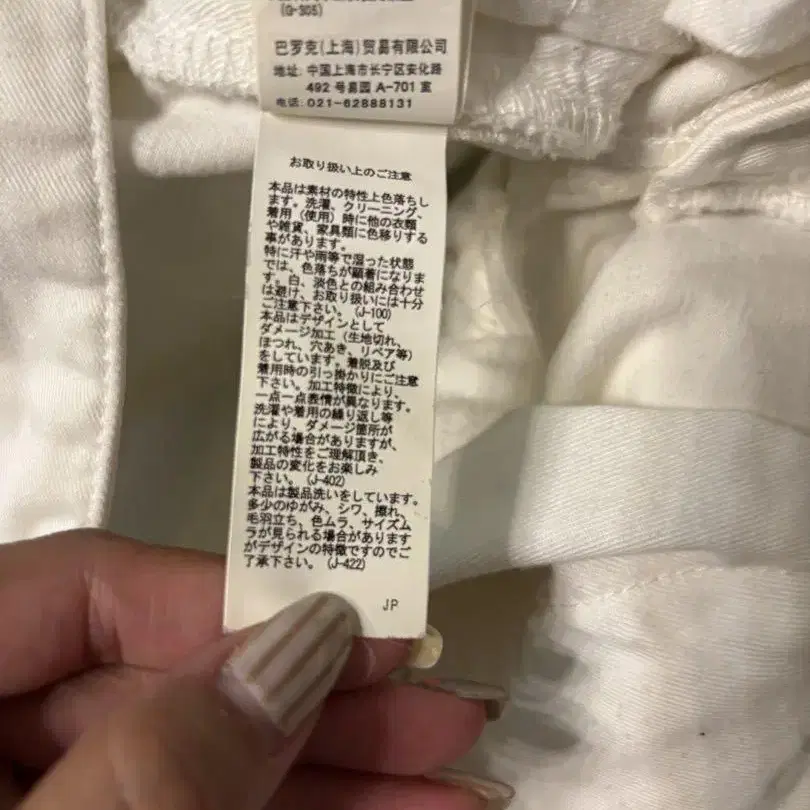 (G-305)
巴罗克(上海)贸易有限公司
地址: 中国上海市长宁区安化路
492号易园 A-701室
电话: 021-62888131
お取り扱い上のご注意
本品は素材の特性上色落ちし
ます。洗濯、クリーニング、
着用(使用)時に他の衣類
や雑貨、家具類に色移りする
事があります。
特に汗や雨等で湿った状態
では、色落ちが顕著になりま
す。白、淡色との組み合わせ
は避け、お取り扱いには十分
ご注意下さい。(J-100)
本品はデザインとして
ダメージ加工(生地切れ、
ほつれ、穴あき、リペア等)
をしています。着脱及び
着用時の引っ掛かりにご注意
下さい。加工特徴により、
一点一点表情が異なります。
洗濯や着用の繰り返し等
により、ダメージ箇所が
広がる場合がありますが、
加工特性をご理解頂き、
製品の変化をお楽しみ
下さい。(J-402)
本品は製品洗いをしています。
多少のゆがみ、シワ、擦れ、
毛羽立ち、色ムラ、サイズム
ラが見られる場合があります
がデザインの特徴ですのでご
了承下さい。(J-422)
JP